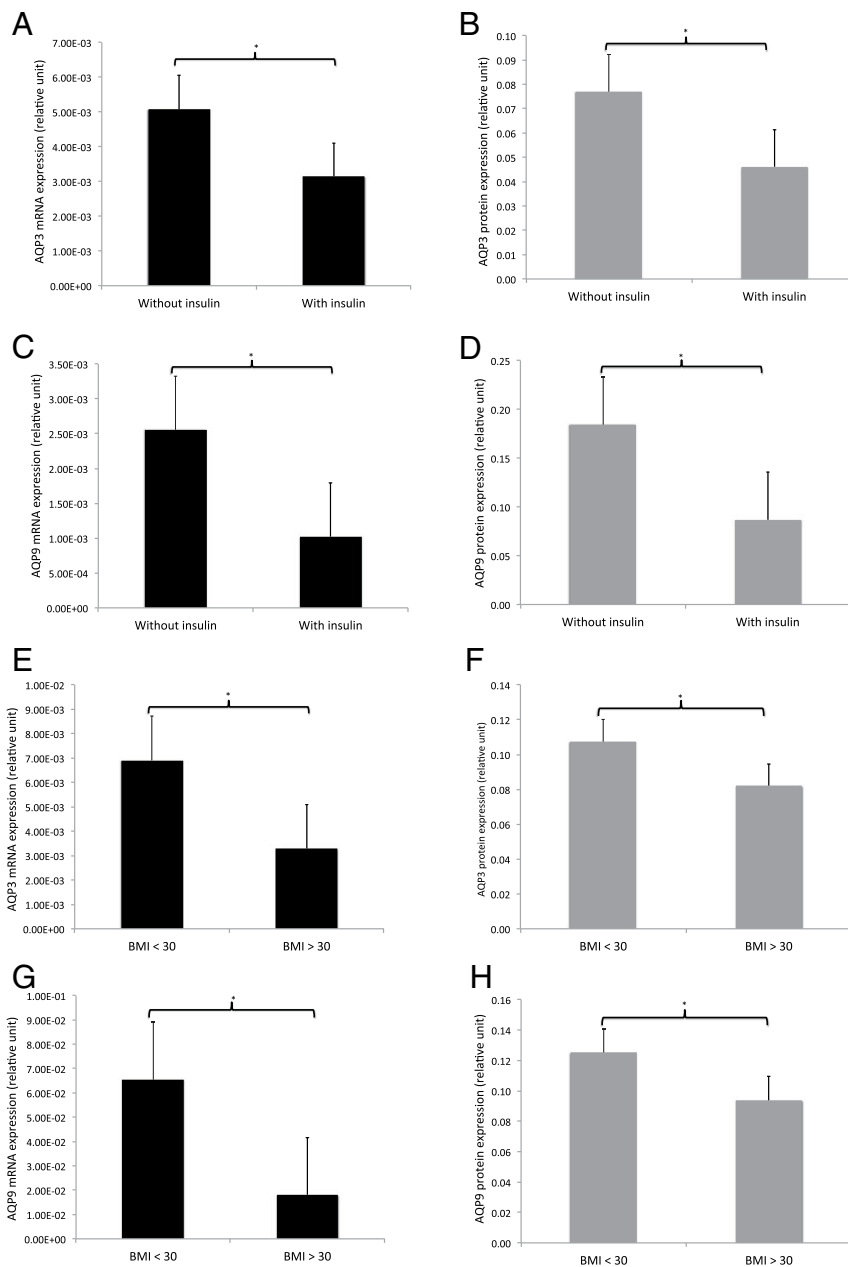 A
AQP3 mRNA expression (relative unit)
7.00E-03
6.00E-03
5.00E-03
4.00E-03
3.00E-03
2.00E-03
1.00E-03
0.00E+00
*
Without insulin
With insulin
B
AQP3 protein expression (relative unit)
0.10
0.09
0.08
0.07
0.06
0.05
0.04
0.03
0.02
0.01
0.00
*
Without insulin
With insulin
C
AQP9 mRNA expression (relative unit)
3.50E-03
3.00E-03
2.50E-03
2.00E-03
1.50E-03
1.00E-03
5.00E-04
0.00E+00
*
Without insulin
With insulin
D
AQP9 protein expression (relative unit)
0.25
0.20
0.15
0.10
0.05
0.00
*
Without insulin
With insulin
E
AQP3 mRNA expression (relative unit)
1.00E-02
9.00E-03
8.00E-03
7.00E-03
6.00E-03
5.00E-03
4.00E-03
3.00E-03
2.00E-03
1.00E-03
0.00E+00
*
BMI < 30
BMI > 30
F
AQP3 protein expression (relative unit)
0.14
0.12
0.10
0.08
0.06
0.04
0.02
0.00
*
BMI < 30
BMI > 30
G
AQP9 mRNA expression (relative unit)
1.00E-01
9.00E-02
8.00E-02
7.00E-02
6.00E-02
5.00E-02
4.00E-02
3.00E-02
2.00E-02
1.00E-02
0.00E+00
*
BMI < 30
BMI > 30
H
AQP9 protein expression (relative unit)
0.16
0.14
0.12
0.10
0.08
0.06
0.04
0.02
0.00
*
BMI < 30
BMI > 30